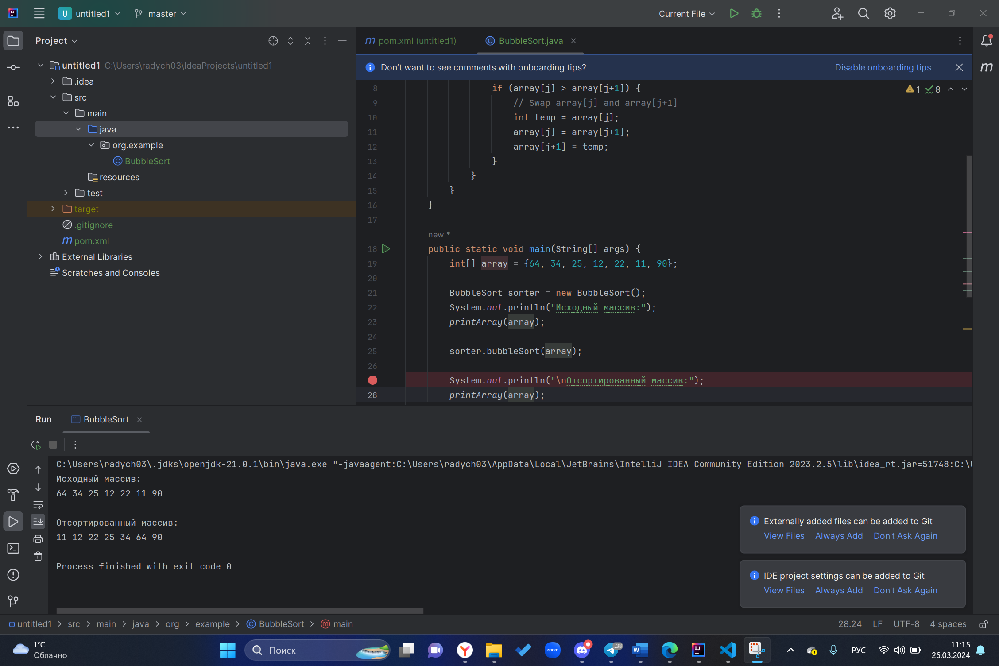 U untitled1 master Current File
Project
pom.xml (untitled1) BubbleSort.java
Don't want to see comments with onboarding tips? Disable onboarding tips
untitled1 C:\Users\radych03\IdeaProjects\untitled1
.idea
src
main
java
org.example
BubbleSort
resources
test
target
.gitignore
pom.xml
External Libraries
Scratches and Consoles
1 8
8 if (array[j] > array[j+1]) {
9 // Swap array[j] and array[j+1]
10 int temp = array[j];
11 array[j] = array[j+1];
12 array[j+1] = temp;
13 }
14 }
15 }
16 }
17
new *
18 public static void main(String[] args) {
19 int[] array = {64, 34, 25, 12, 22, 11, 90};
20
21 BubbleSort sorter = new BubbleSort();
22 System.out.println("Исходный массив:");
23 printArray(array);
24
25 sorter.bubbleSort(array);
26
System.out.println("\nОтсортированный массив:");
28 printArray(array);
Run BubbleSort
C:\Users\radych03\.jdks\openjdk-21.0.1\bin\java.exe "-javaagent:C:\Users\radych03\AppData\Local\JetBrains\IntelliJ IDEA Community Edition 2023.2.5\lib\idea_rt.jar=51748:C:\
Исходный массив:
64 34 25 12 22 11 90
Отсортированный массив:
11 12 22 25 34 64 90
Process finished with exit code 0
Externally added files can be added to Git
View Files Always Add Don't Ask Again
IDE project settings can be added to Git
View Files Always Add Don't Ask Again
untitled1 > src > main > java > org > example > BubbleSort > main
28:24 LF UTF-8 4 spaces
1°C
Облачно
Поиск
zoom
РУС
11:15
26.03.2024